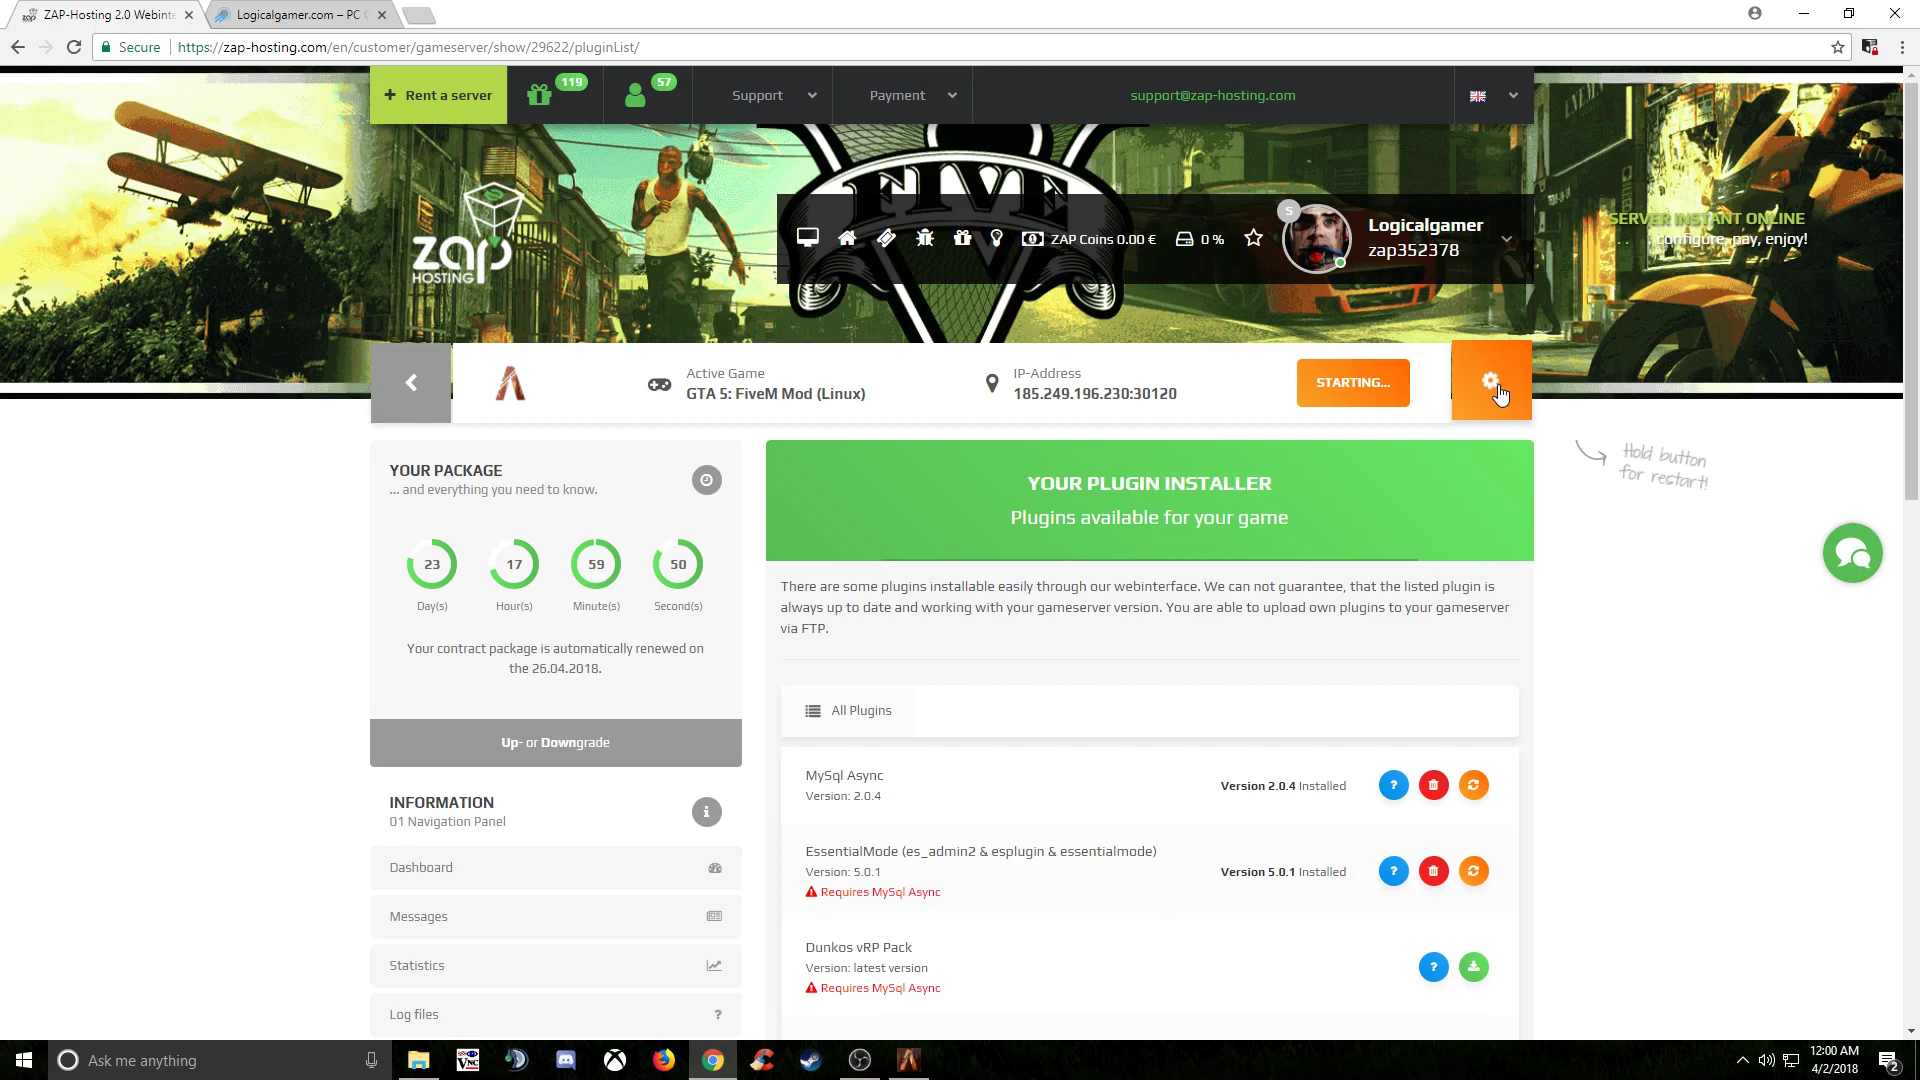 ZAP-Hosting 2.0 Webinte
Logicalgamer.com – PC
Secure
https://zap-hosting.com/en/customer/gameserver/show/29622/pluginList/
+ Rent a server
119
57
Support
Payment
support@zap-hosting.com
FIVE
V
zap
HOSTING
ZAP Coins 0.00 €
0 %
S
Logicalgamer
zap352378
SERVER INSTANT ONLINE
configure, pay, enjoy!
Active Game
GTA 5: FiveM Mod (Linux)
IP-Address
185.249.196.230:30120
STARTING...
Hold button
for restart!
YOUR PACKAGE
... and everything you need to know.
23
17
59
50
Day(s)
Hour(s)
Minute(s)
Second(s)
Your contract package is automatically renewed on
the 26.04.2018.
Up- or Downgrade
INFORMATION
01 Navigation Panel
Dashboard
Messages
Statistics
Log files
?
YOUR PLUGIN INSTALLER
Plugins available for your game
There are some plugins installable easily through our webinterface. We can not guarantee, that the listed plugin is
always up to date and working with your gameserver version. You are able to upload own plugins to your gameserver
via FTP.
All Plugins
MySql Async
Version: 2.0.4
Version 2.0.4 Installed
?
EssentialMode (es_admin2 & esplugin & essentialmode)
Version: 5.0.1
Requires MySql Async
Version 5.0.1 Installed
?
Dunkos vRP Pack
Version: latest version
Requires MySql Async
?
Ask me anything
12:00 AM
4/2/2018
2